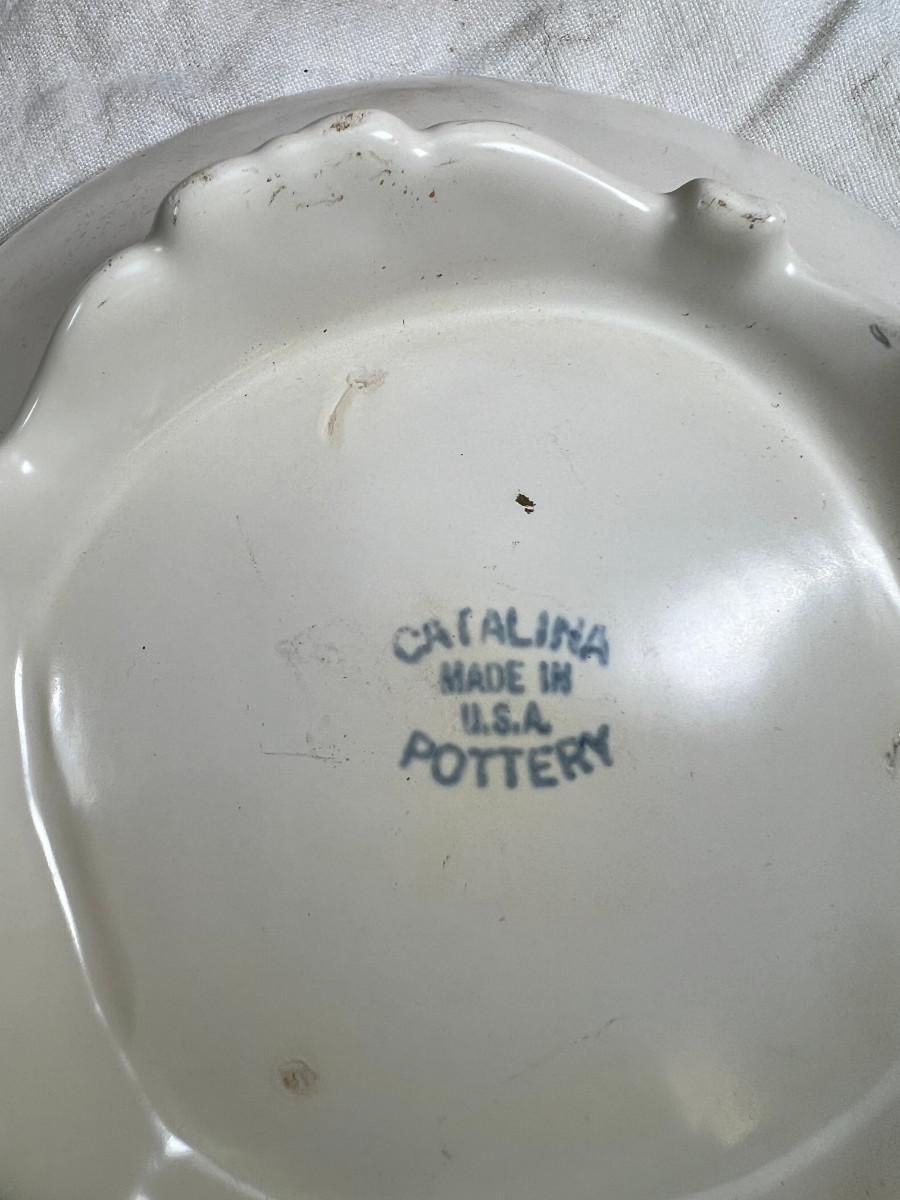 CATALINA
MADE IN
U.S.A.
POTTERY